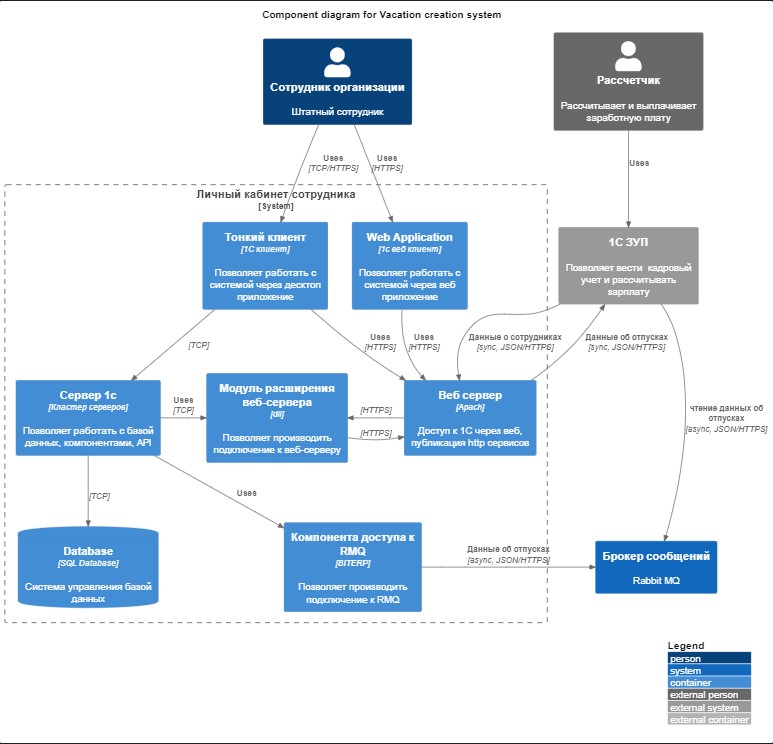 Component diagram for Vacation creation system
Сотрудник организации
Штатный сотрудник
Рассчетчик
Рассчитывает и выплачивает
заработную плату
Uses
[TCP/HTTPS]
Uses
[HTTPS]
Uses
Личный кабинет сотрудника
[System]
Тонкий клиент
[1С клиент]
Позволяет работать с
системой через десктоп
приложение
Web Application
[1с веб клиент]
Позволяет работать с
системой через веб
приложение
1С ЗУП
Позволяет вести кадровый
учет и рассчитывать
зарплату
[TCP]
Uses
[HTTPS]
Uses
[HTTPS]
Данные о сотрудниках
[sync, JSON/HTTPS]
Данные об отпусках
[sync, JSON/HTTPS]
Сервер 1с
[Кластер серверов]
Позволяет работать с базой
данных, компонентами, API
Uses
[TCP]
Модуль расширения
веб-сервера
[dll]
Позволяет производить
подключение к веб-серверу
[HTTPS]
[HTTPS]
Веб сервер
[Apach]
Доступ к 1С через веб,
публикация http сервисов
чтение данных об
отпусках
[async, JSON/HTTPS]
[TCP]
Uses
Database
[SQL Database]
Система управления базой
данных
Компонента доступа к
RMQ
[BITERP]
Позволяет производить
подключение к RMQ
Данные об отпусках
[async, JSON/HTTPS]
Брокер сообщений
Rabbit MQ
Legend
person
system
container
external person
external system
external container